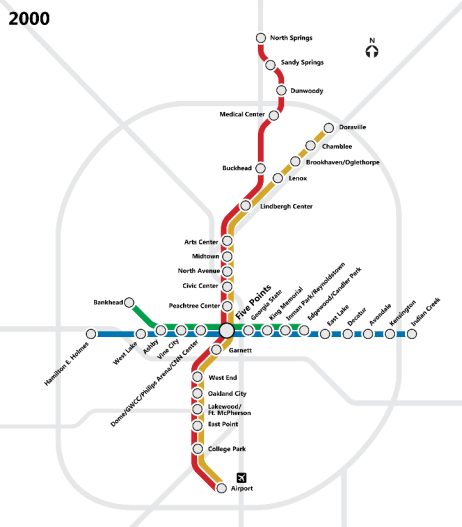 2000
North Springs
N
Sandy Springs
Dunwoody
Medical Center
Doraville
Chamblee
Brookhaven/Oglethorpe
Buckhead
Lenox
Lindbergh Center
Arts Center
Midtown
North Avenue
Civic Center
Peachtree Center
Five Points
Georgia State
King Memorial
Inman Park/Reynoldstown
Edgewood/Candler Park
East Lake
Decatur
Avondale
Kensington
Indian Creek
Bankhead
Hamilton E. Holmes
West Lake
Ashby
Vine City
Dome/GWCC/Philips Arena/CNN Center
Garnett
West End
Oakland City
Lakewood/
Ft. McPherson
East Point
College Park
Airport